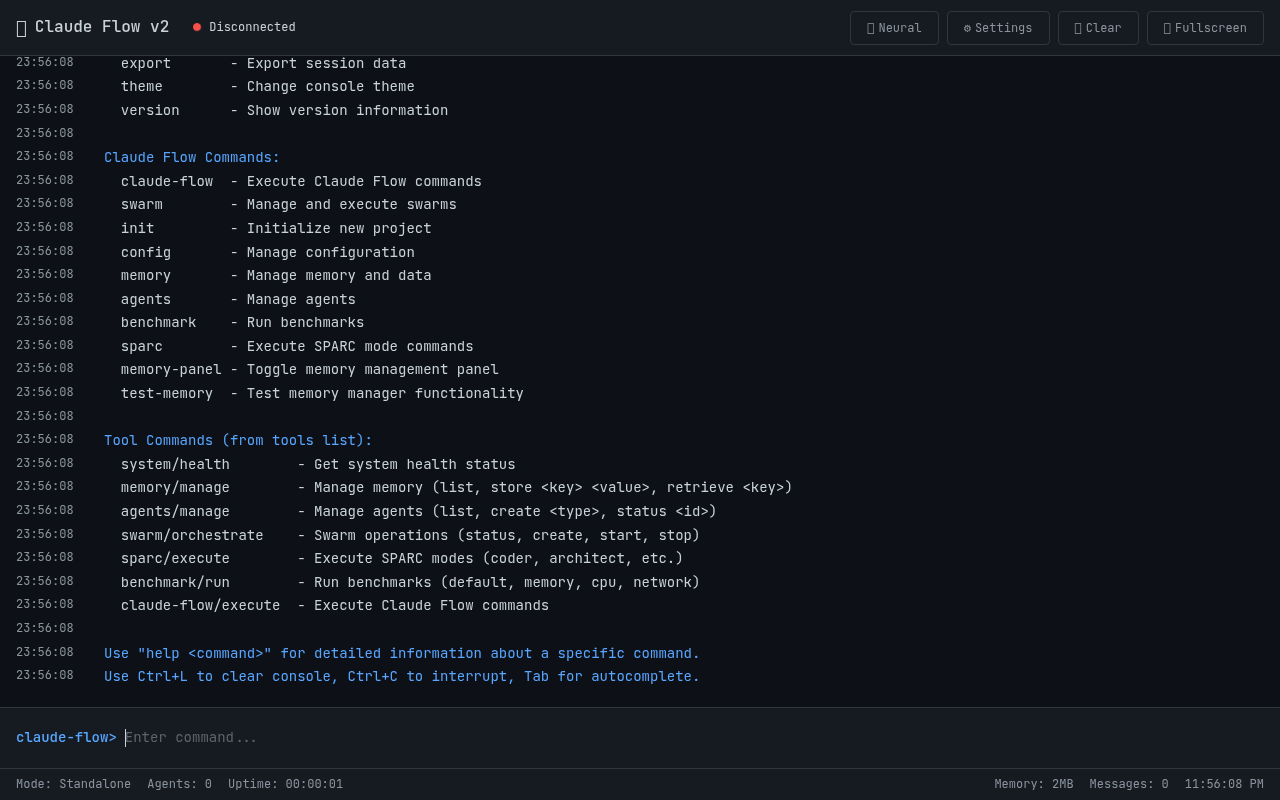 Claude Flow v2
Disconnected
Neural
⚙ Settings
Clear
Fullscreen
23:56:08 export - Export session data
23:56:08 theme - Change console theme
23:56:08 version - Show version information
23:56:08
23:56:08 Claude Flow Commands:
23:56:08 claude-flow - Execute Claude Flow commands
23:56:08 swarm - Manage and execute swarms
23:56:08 init - Initialize new project
23:56:08 config - Manage configuration
23:56:08 memory - Manage memory and data
23:56:08 agents - Manage agents
23:56:08 benchmark - Run benchmarks
23:56:08 sparc - Execute SPARC mode commands
23:56:08 memory-panel - Toggle memory management panel
23:56:08 test-memory - Test memory manager functionality
23:56:08
23:56:08 Tool Commands (from tools list):
23:56:08 system/health - Get system health status
23:56:08 memory/manage - Manage memory (list, store <key> <value>, retrieve <key>)
23:56:08 agents/manage - Manage agents (list, create <type>, status <id>)
23:56:08 swarm/orchestrate - Swarm operations (status, create, start, stop)
23:56:08 sparc/execute - Execute SPARC modes (coder, architect, etc.)
23:56:08 benchmark/run - Run benchmarks (default, memory, cpu, network)
23:56:08 claude-flow/execute - Execute Claude Flow commands
23:56:08
23:56:08 Use "help <command>" for detailed information about a specific command.
23:56:08 Use Ctrl+L to clear console, Ctrl+C to interrupt, Tab for autocomplete.
claude-flow> Enter command...
Mode: Standalone Agents: 0 Uptime: 00:00:01 Memory: 2MB Messages: 0 11:56:08 PM